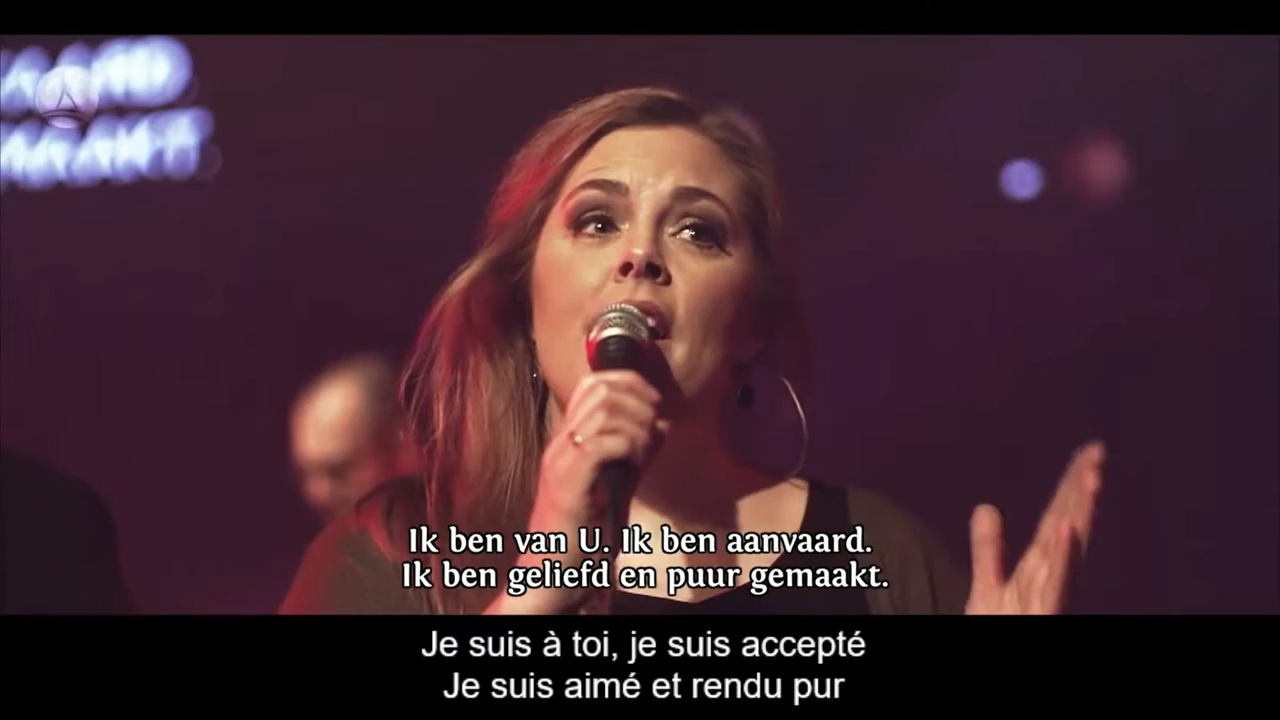 Ik ben van U. Ik ben aanvaard.
Ik ben geliefd en puur gemaakt.
Je suis à toi, je suis accepté
Je suis aimé et rendu pur